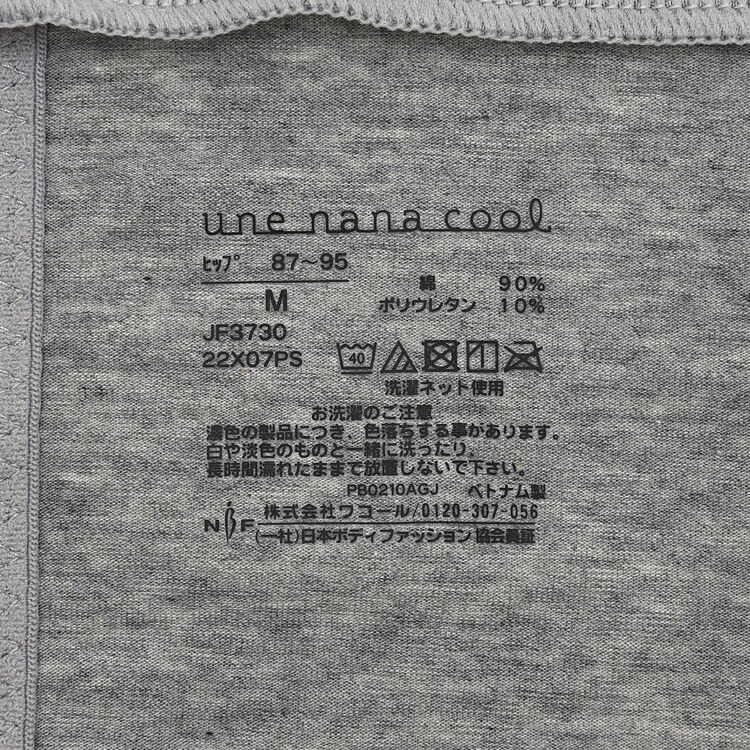 une nana cool
ﾋｯﾌﾟ 87〜95
M
綿 90%
ポリウレタン 10%
JF3730
22X07PS
40
洗濯ネット使用
お洗濯のご注意
濃色の製品につき、色落ちする事があります。
白や淡色のものと一緒に洗ったり、
長時間濡れたままで放置しないで下さい。
PB0210AGJ ベトナム製
NBF 株式会社ワコール/0120-307-056
(一社)日本ボディファッション協会員証